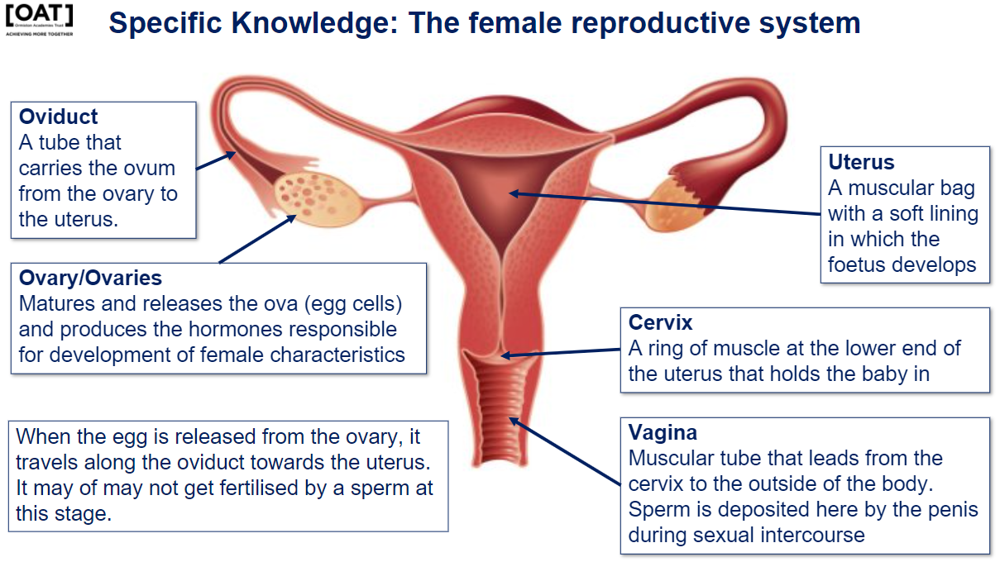 [OAT]
Ormiston Academies Trust
ACHIEVING MORE TOGETHER
Specific Knowledge: The female reproductive system
Oviduct
A tube that
carries the ovum
from the ovary to
the uterus.
Ovary/Ovaries
Matures and releases the ova (egg cells)
and produces the hormones responsible
for development of female characteristics
When the egg is released from the ovary, it
travels along the oviduct towards the uterus.
It may of may not get fertilised by a sperm at
this stage.
Uterus
A muscular bag
with a soft lining
in which the
foetus develops
Cervix
A ring of muscle at the lower end of
the uterus that holds the baby in
Vagina
Muscular tube that leads from the
cervix to the outside of the body.
Sperm is deposited here by the penis
during sexual intercourse